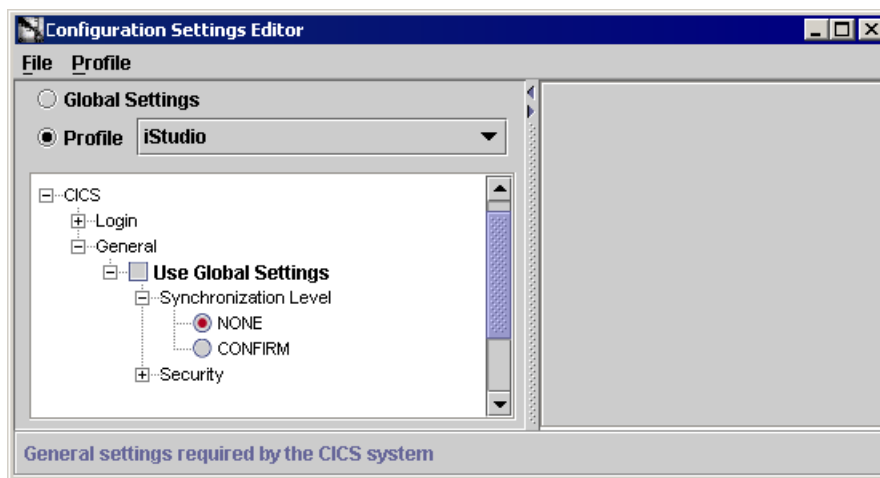 Configuration Settings Editor
File Profile
Global Settings
Profile iStudio
CICS
Login
General
Use Global Settings
Synchronization Level
NONE
CONFIRM
Security
General settings required by the CICS system